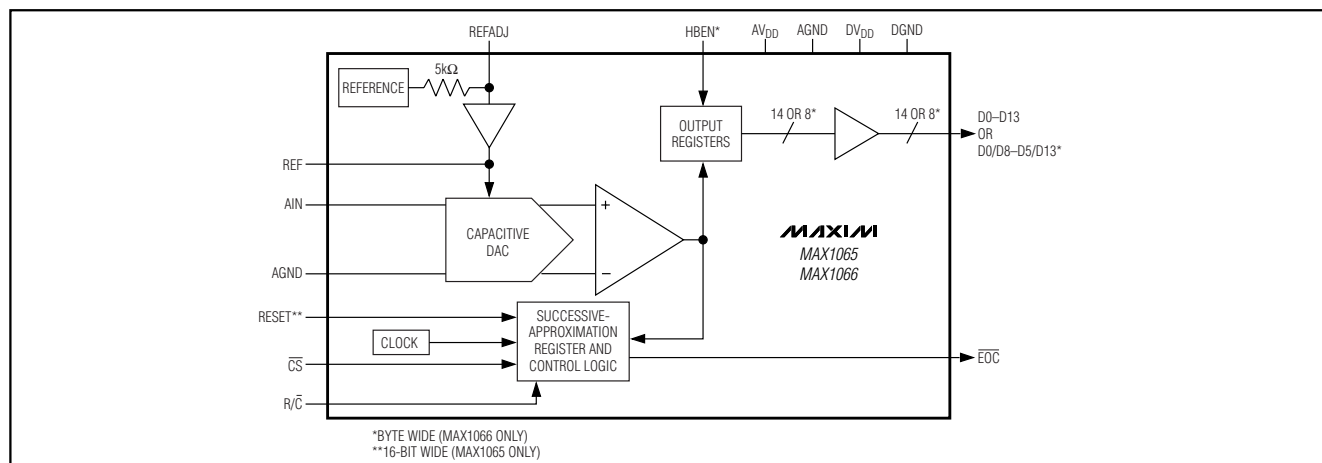 REFADJ
HBEN*
AVDD
AGND
DVDD
DGND
5kΩ
REFERENCE
14 OR 8*
14 OR 8*
D0–D13
OR
D0/D8–D5/D13*
OUTPUT
REGISTERS
REF
AIN
+
CAPACITIVE
DAC
MAXIM
MAX1065
MAX1066
AGND
–
RESET**
SUCCESSIVE-
APPROXIMATION
REGISTER AND
CONTROL LOGIC
CLOCK
C̅S̅
E̅O̅C̅
R/C̅
*BYTE WIDE (MAX1066 ONLY)
**16-BIT WIDE (MAX1065 ONLY)